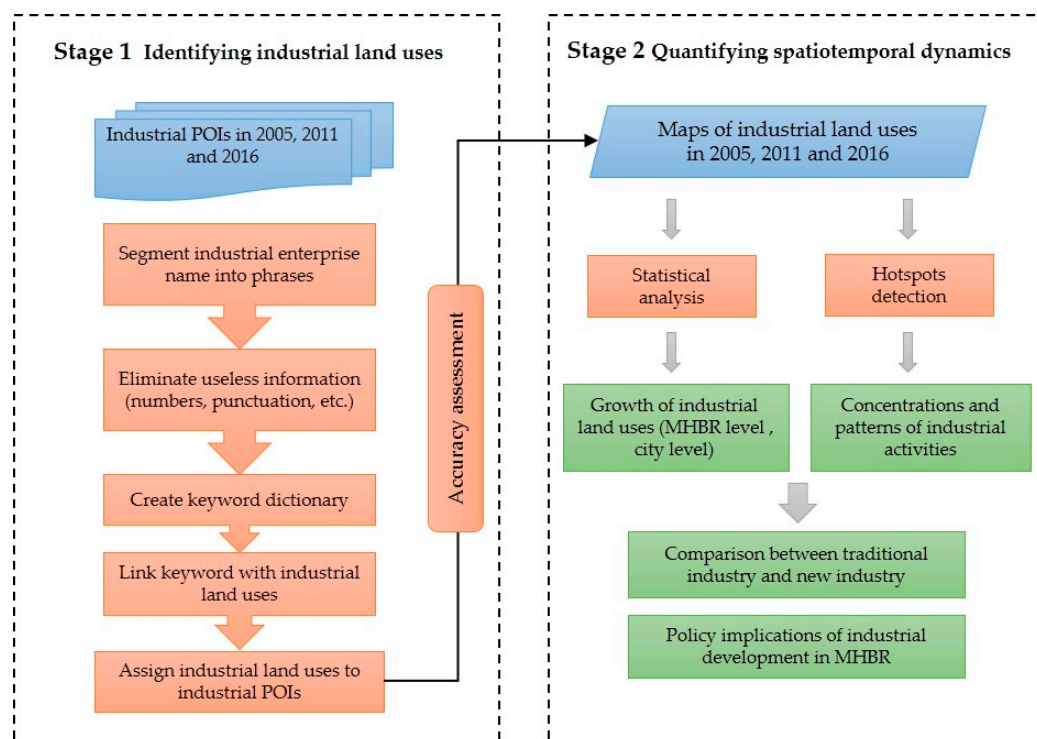 Stage 1 Identifying industrial land uses
Industrial POIs in 2005, 2011
and 2016
Segment industrial enterprise
name into phrases
Eliminate useless information
(numbers, punctuation, etc.)
Create keyword dictionary
Link keyword with industrial
land uses
Assign industrial land uses to
industrial POIs
Accuracy assessment
Stage 2 Quantifying spatiotemporal dynamics
Maps of industrial land uses
in 2005, 2011 and 2016
Statistical
analysis
Hotspots
detection
Growth of industrial
land uses (MHBR level ,
city level)
Concentrations and
patterns of industrial
activities
Comparison between traditional
industry and new industry
Policy implications of industrial
development in MHBR